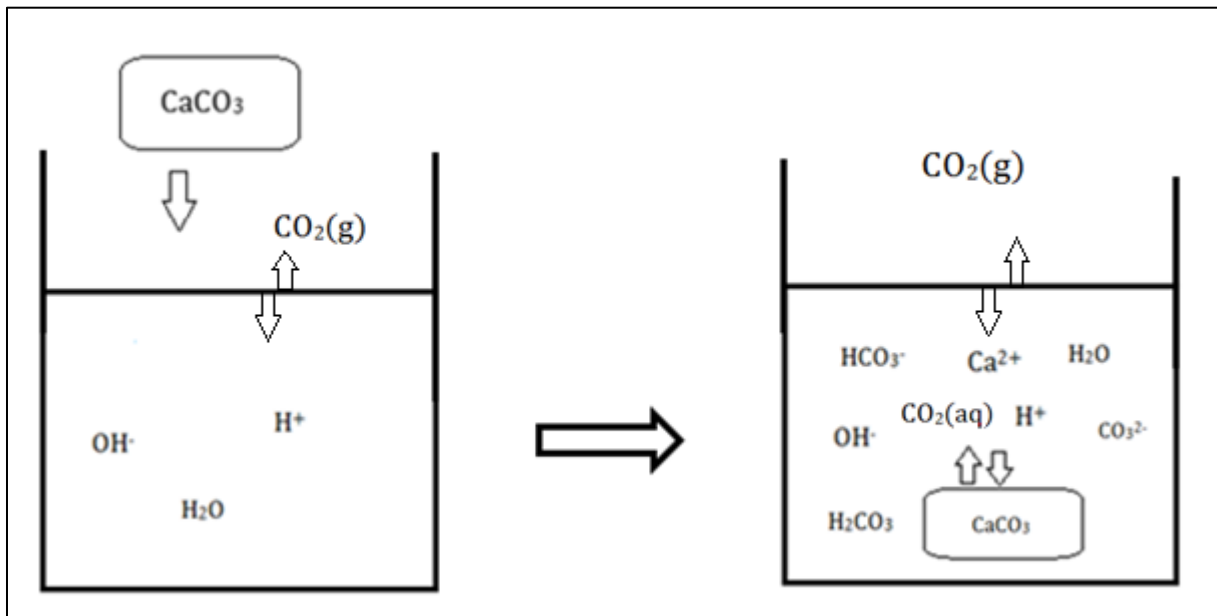 CaCO₃
CO₂(g)
OH⁻
H⁺
H₂O
CO₂(g)
HCO₃⁻
Ca²⁺
H₂O
CO₂(aq)
H⁺
OH⁻
CO₃²⁻
H₂CO₃
CaCO₃